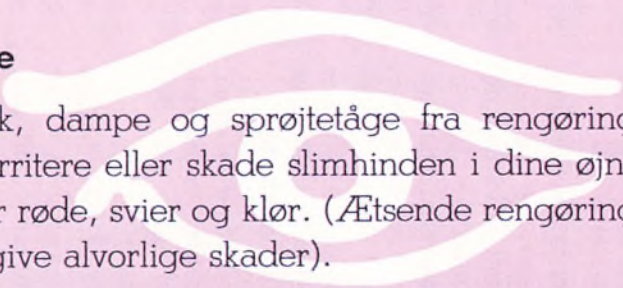 e
k, dampe og sprøjtetåge fra rengøring
rritere eller skade slimhinden i dine øjn
r røde, svier og klør. (Ætsende rengøring
give alvorlige skader).